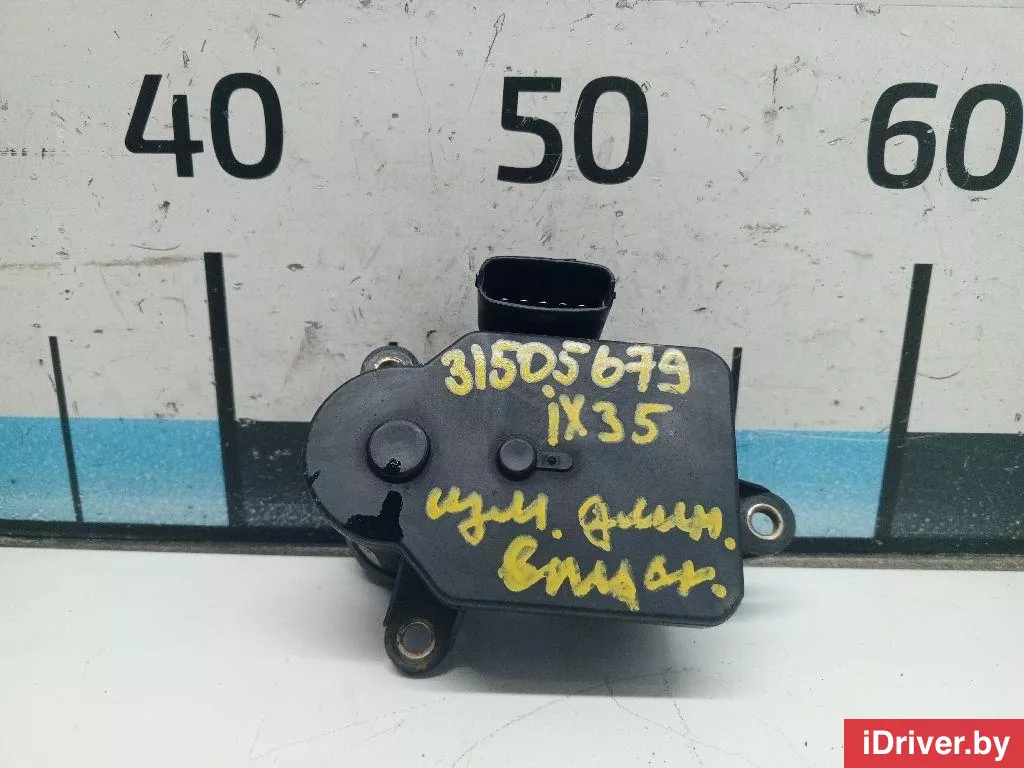 40 50 60
31505679
ix35
изм. длин.
впуск.
iDriver.by